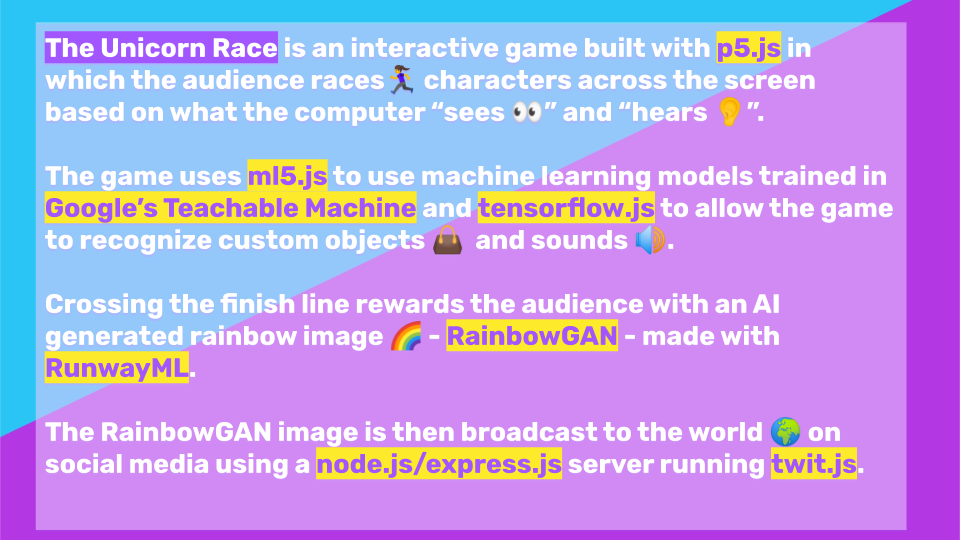 The Unicorn Race is an interactive game built with p5.js in
which the audience races🏃‍♀️ characters across the screen
based on what the computer “sees 👀” and “hears 👂”.
The game uses ml5.js to use machine learning models trained in
Google’s Teachable Machine and tensorflow.js to allow the game
to recognize custom objects 👜 and sounds 🔊.
Crossing the finish line rewards the audience with an AI
generated rainbow image 🌈 - RainbowGAN - made with
RunwayML.
The RainbowGAN image is then broadcast to the world 🌍 on
social media using a node.js/express.js server running twit.js.